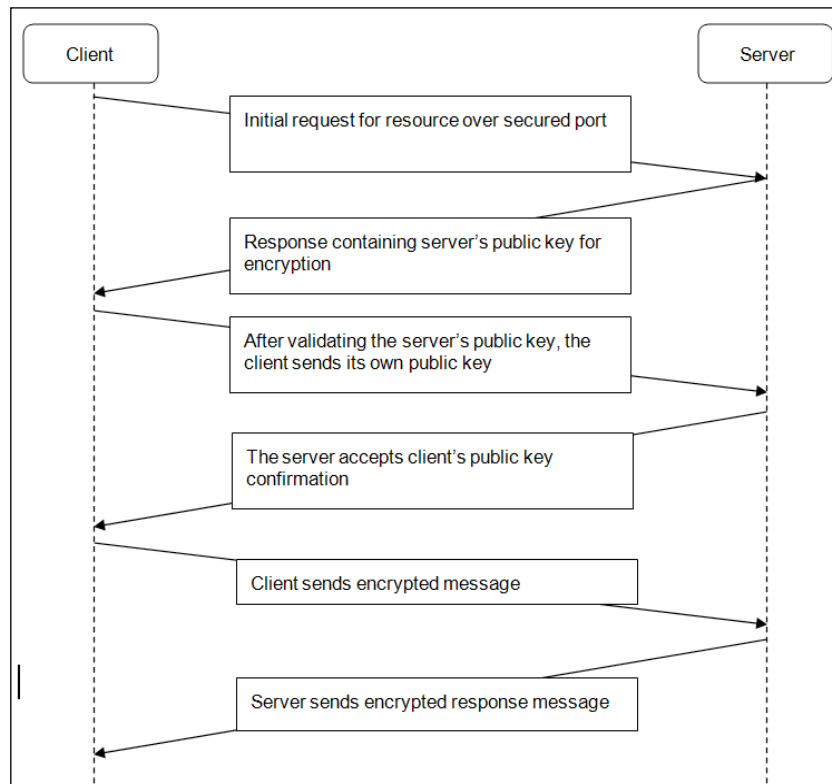 Client
Server
Initial request for resource over secured port
Response containing server’s public key for
encryption
After validating the server’s public key, the
client sends its own public key
The server accepts client’s public key
confirmation
Client sends encrypted message
Server sends encrypted response message